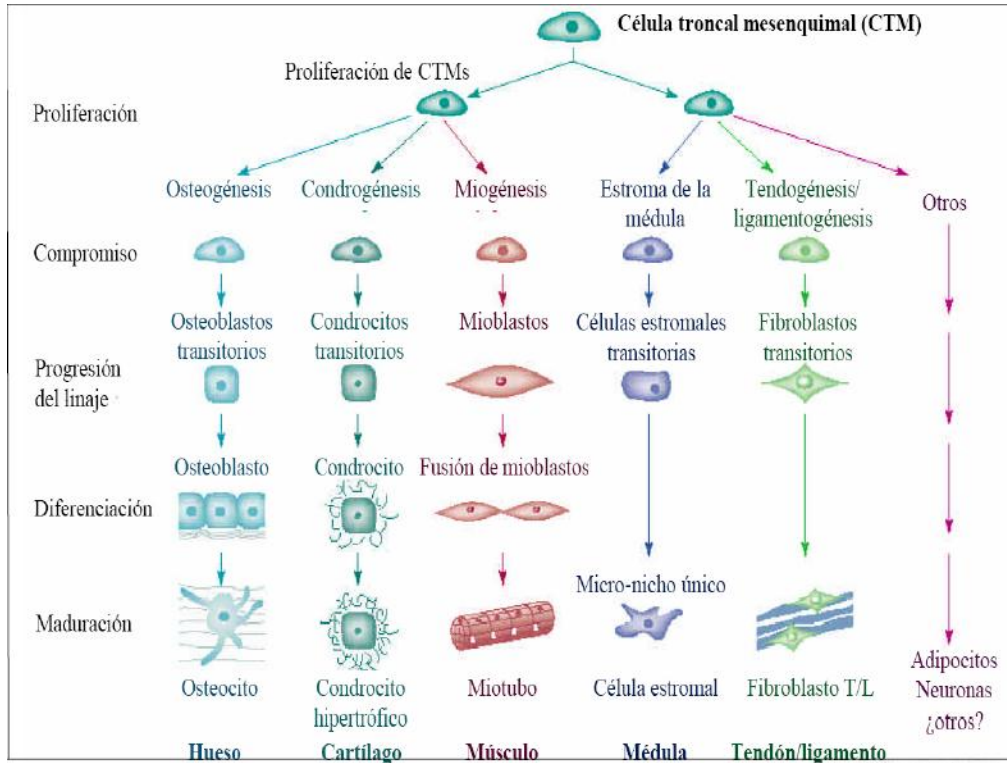 Célula troncal mesenquimal (CTM)
Proliferación de CTMs
Proliferación
Osteogénesis
Condrogénesis
Miogénesis
Estroma de la
médula
Tendogénesis/
ligamentogénesis
Otros
Compromiso
Osteoblastos
transitorios
Condrocitos
transitorios
Mioblastos
Células estromales
transitorias
Fibroblastos
transitorios
Progresión
del linaje
Osteoblasto
Condrocito
Fusión de mioblastos
Diferenciación
Micro-nicho único
Maduración
Osteocito
Condrocito
hipertrófico
Miotubo
Célula estromal
Fibroblasto T/L
Adipocitos
Neuronas
¿otros?
Hueso
Cartílago
Músculo
Médula
Tendón/ligamento